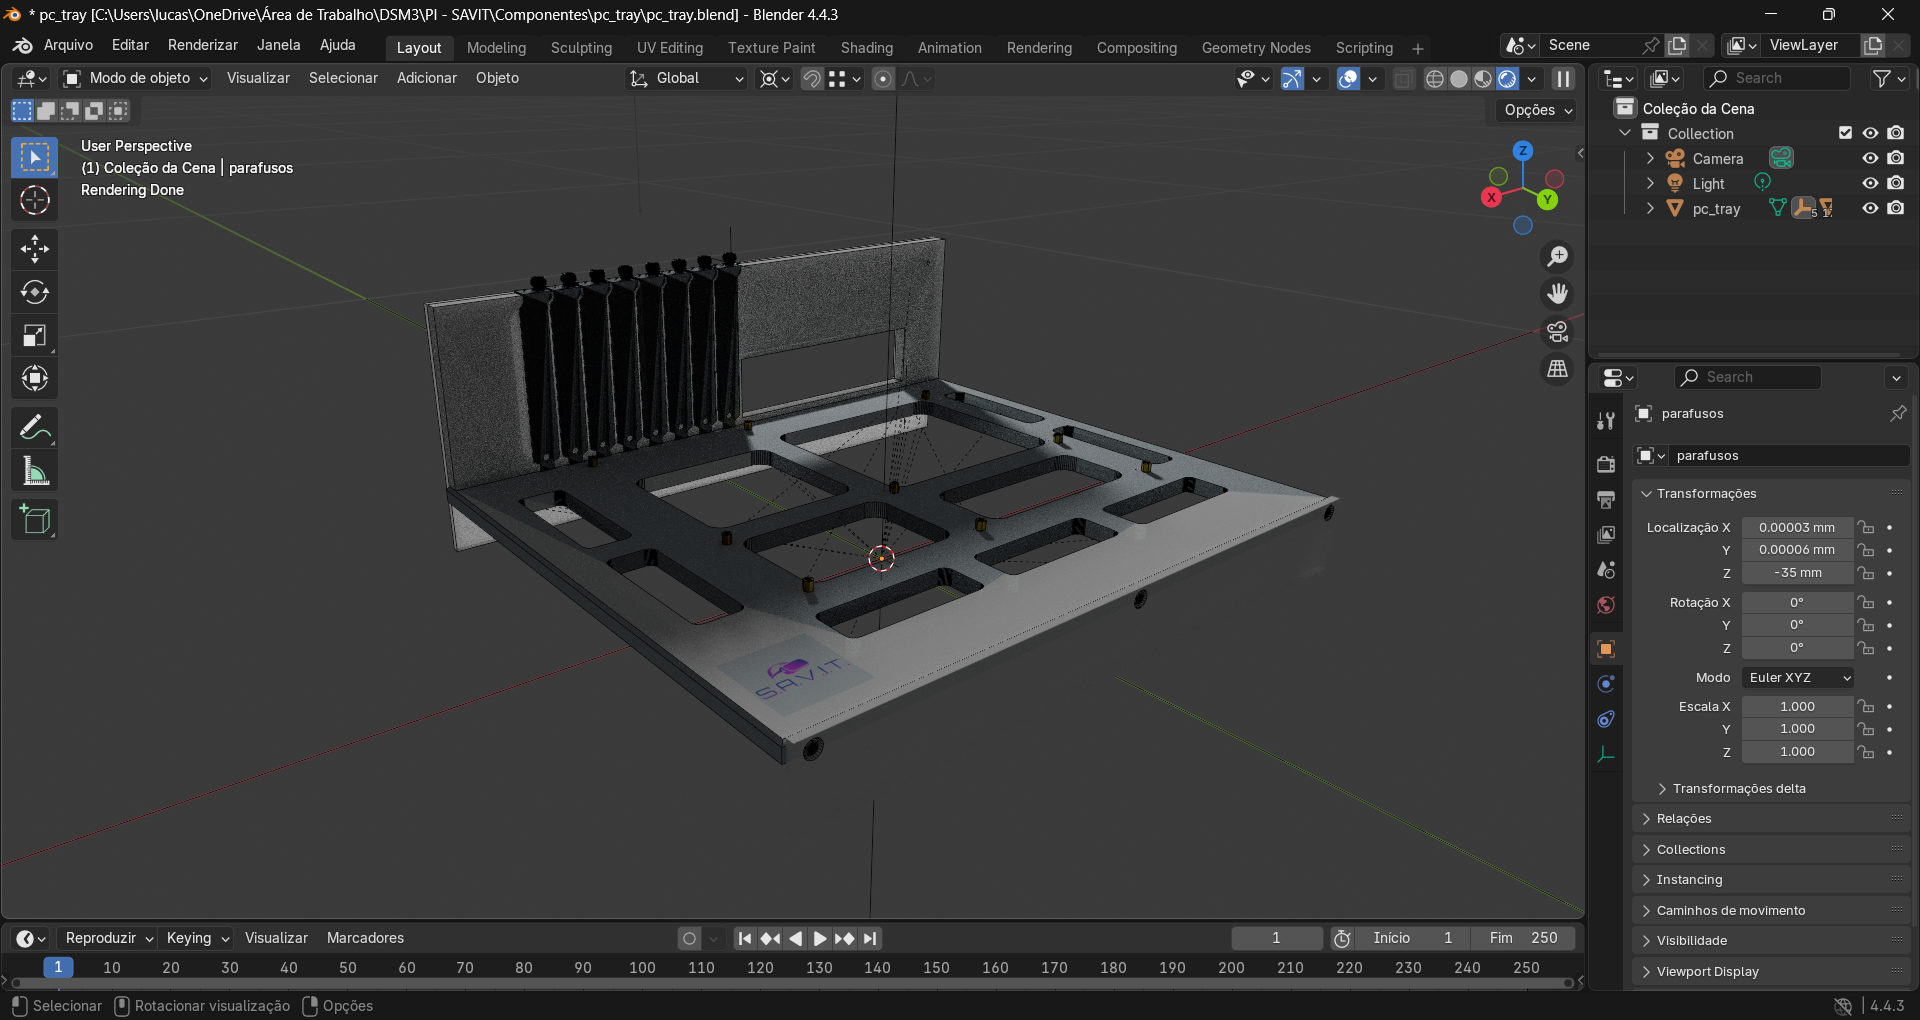 * pc_tray [C:\Users\lucas\OneDrive\Área de Trabalho\DSM3\PI - SAVIT\Componentes\pc_tray\pc_tray.blend] - Blender 4.4.3
Arquivo Editar Renderizar Janela Ajuda Layout Modeling Sculpting UV Editing Texture Paint Shading Animation Rendering Compositing Geometry Nodes Scripting + Scene ViewLayer
Modo de objeto Visualizar Selecionar Adicionar Objeto Global Search
Opções
User Perspective
(1) Coleção da Cena | parafusos
Rendering Done
Z
X
Y
S.A.V.I.T.
Coleção da Cena
Collection
Camera
Light
pc_tray 5
Search
parafusos
parafusos
Transformações
Localização X 0.00003 mm
Y 0.00006 mm
Z -35 mm
Rotação X 0°
Y 0°
Z 0°
Modo Euler XYZ
Escala X 1.000
Y 1.000
Z 1.000
Transformações delta
Relações
Collections
Instancing
Caminhos de movimento
Visibilidade
Viewport Display
Reproduzir Keying Visualizar Marcadores 1 Início 1 Fim 250
1 10 20 30 40 50 60 70 80 90 100 110 120 130 140 150 160 170 180 190 200 210 220 230 240 250
Selecionar Rotacionar visualização Opções 4.4.3